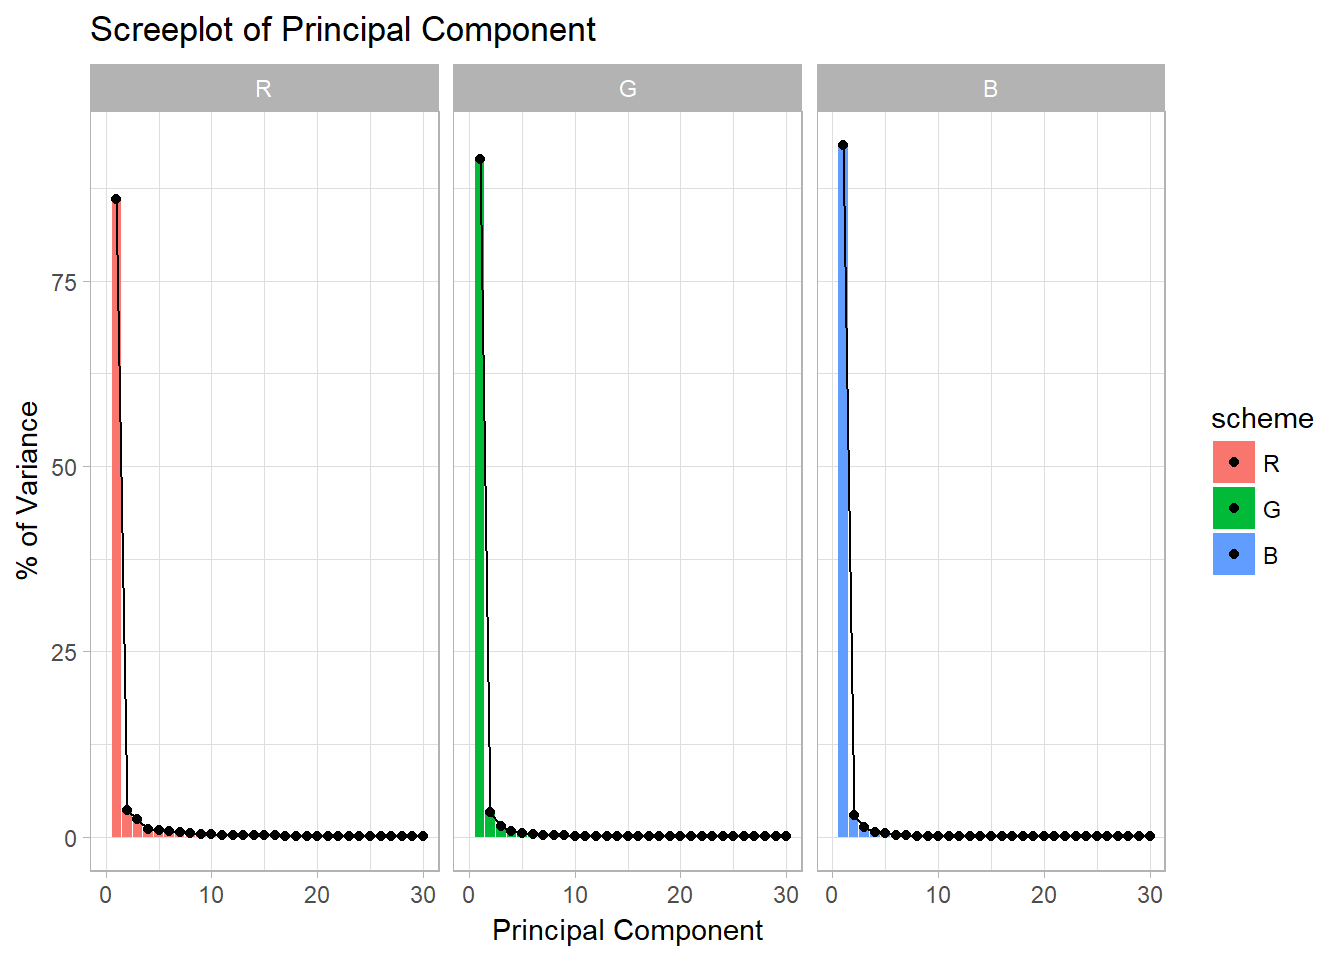 Screeplot of Principal Component
R
G
B
% of Variance
75
50
25
0
0 10 20 30
0 10 20 30
0 10 20 30
Principal Component
scheme
R
G
B